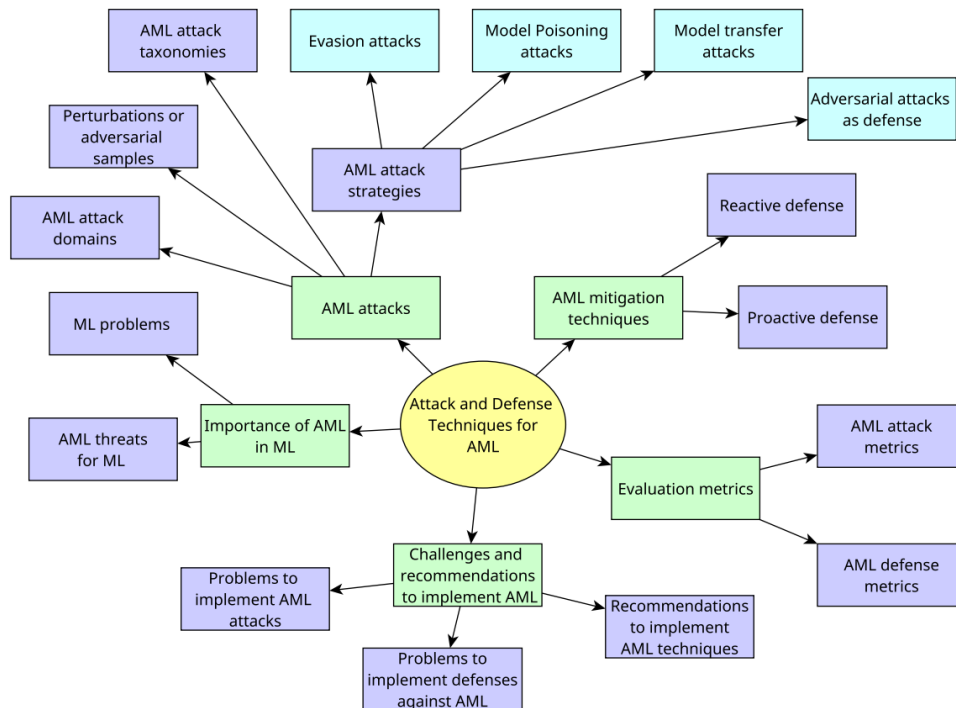 AML attack
taxonomies
Evasion attacks
Model Poisoning
attacks
Model transfer
attacks
Adversarial attacks
as defense
Perturbations or
adversarial
samples
AML attack
strategies
AML attack
domains
Reactive defense
AML attacks
AML mitigation
techniques
ML problems
Proactive defense
Attack and Defense
Techniques for
AML
Importance of AML
in ML
AML threats
for ML
AML attack
metrics
Evaluation metrics
Challenges and
recommendations
to implement AML
AML defense
metrics
Problems to
implement AML
attacks
Recommendations
to implement
AML techniques
Problems to
implement defenses
against AML